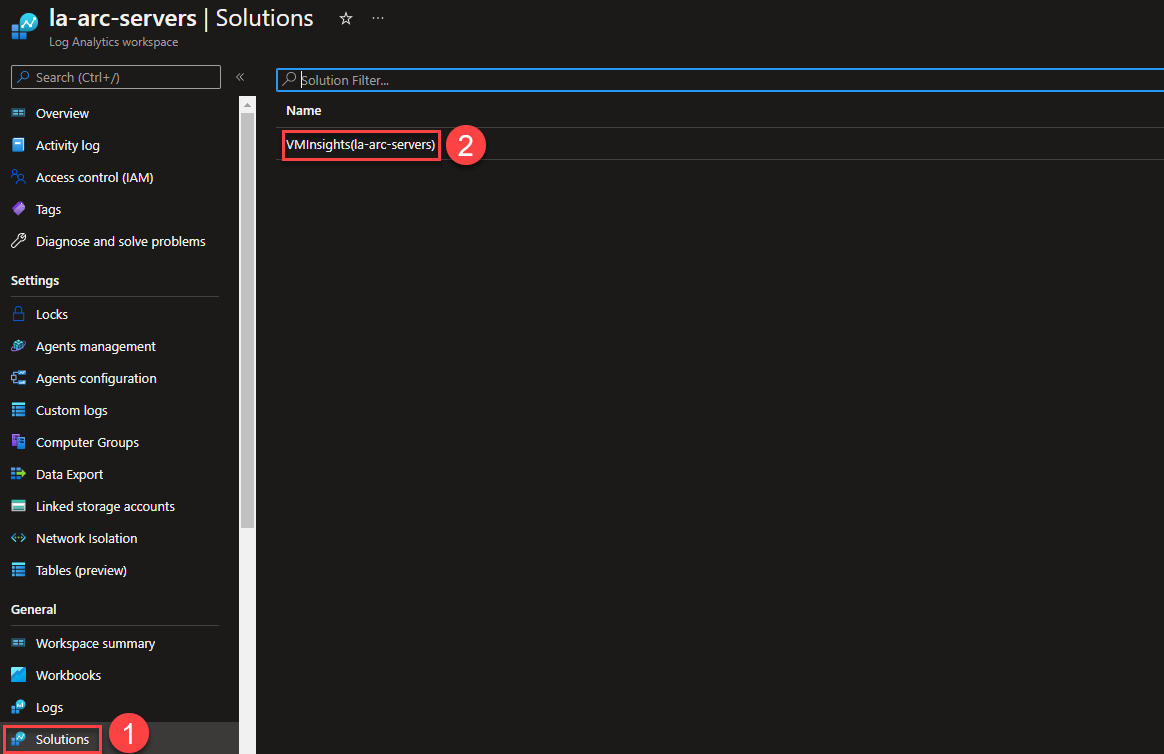 la-arc-servers | Solutions ☆ ...
Log Analytics workspace
Search (Ctrl+/) «
Solution Filter...
Name
VMInsights(la-arc-servers) 2
Overview
Activity log
Access control (IAM)
Tags
Diagnose and solve problems
Settings
Locks
Agents management
Agents configuration
Custom logs
Computer Groups
Data Export
Linked storage accounts
Network Isolation
Tables (preview)
General
Workspace summary
Workbooks
Logs
Solutions 1